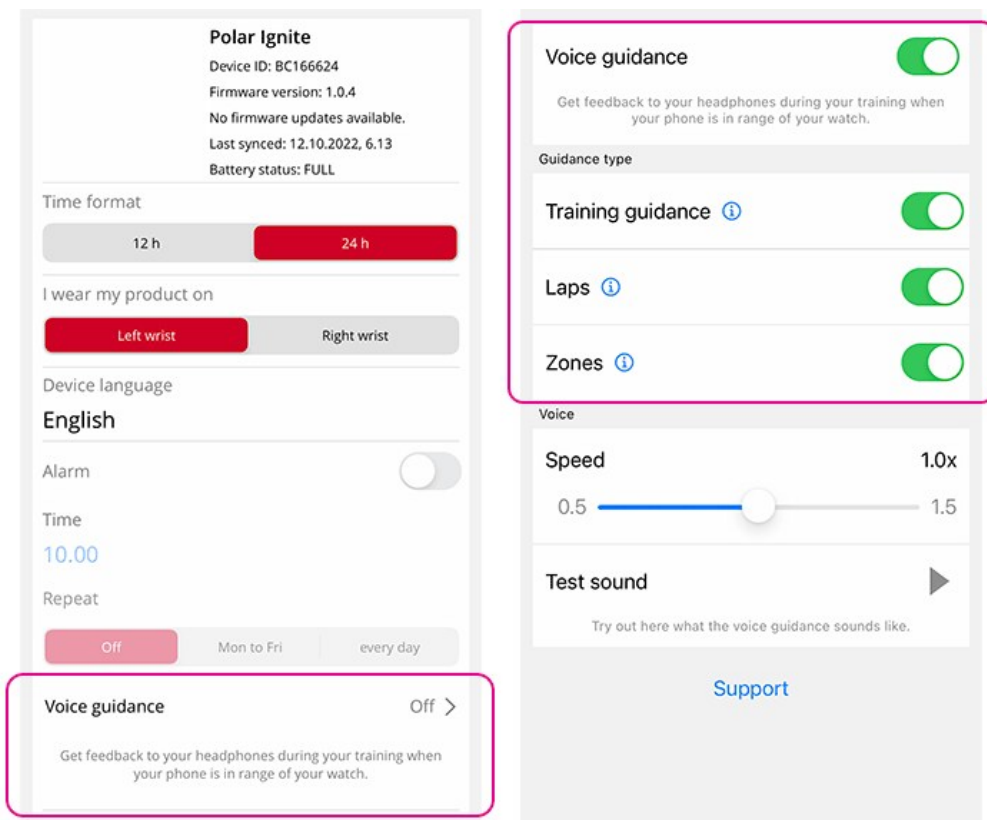 Polar Ignite
Device ID: BC166624
Firmware version: 1.0.4
No firmware updates available.
Last synced: 12.10.2022, 6.13
Battery status: FULL
Time format
12 h 24 h
I wear my product on
Left wrist Right wrist
Device language
English
Alarm
Time
10.00
Repeat
Off Mon to Fri every day
Voice guidance Off
Get feedback to your headphones during your training when
your phone is in range of your watch.
Voice guidance
Get feedback to your headphones during your training when
your phone is in range of your watch.
Guidance type
Training guidance
Laps
Zones
Voice
Speed 1.0x
0.5 1.5
Test sound
Try out here what the voice guidance sounds like.
Support